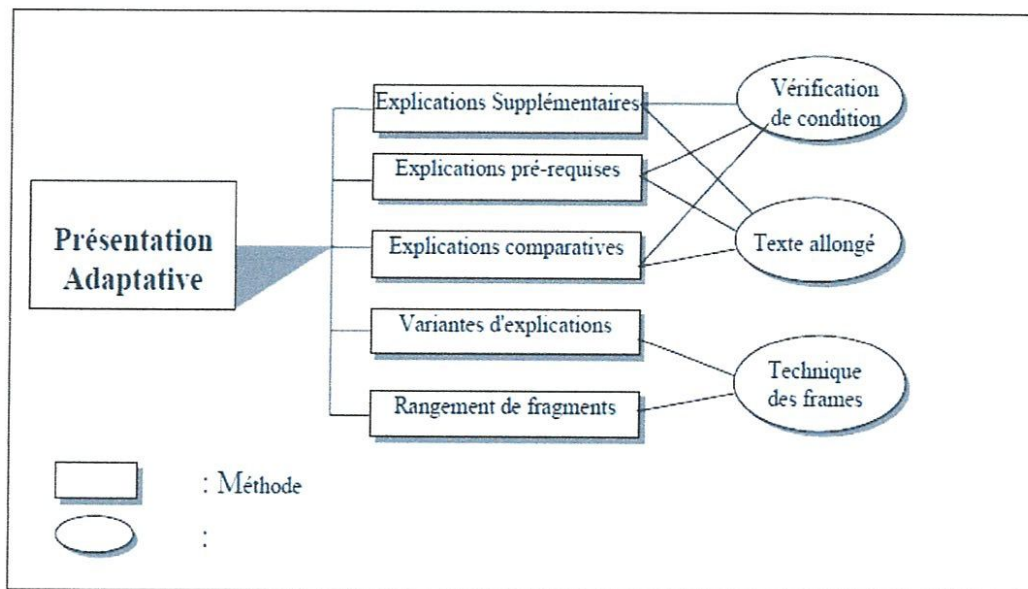 Présentation
Adaptative
Explications Supplémentaires
Explications pré-requises
Explications comparatives
Variantes d'explications
Rangement de fragments
Vérification
de condition
Texte allongé
Technique
des frames
: Méthode
: